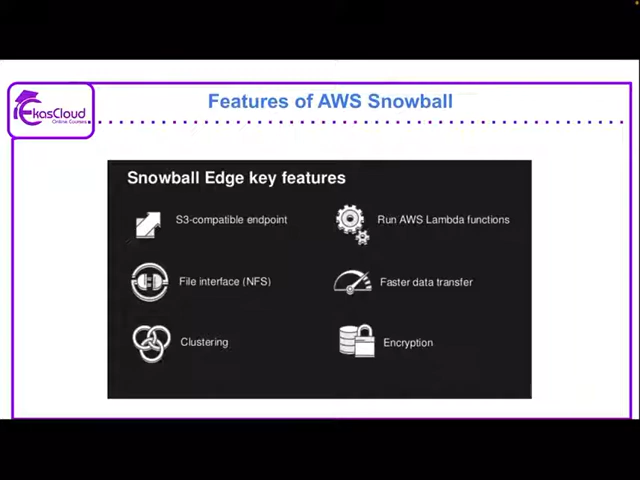 EkasCloud
Online Courses
Features of AWS Snowball
Snowball Edge key features
S3-compatible endpoint
Run AWS Lambda functions
File interface (NFS)
Faster data transfer
Clustering
Encryption